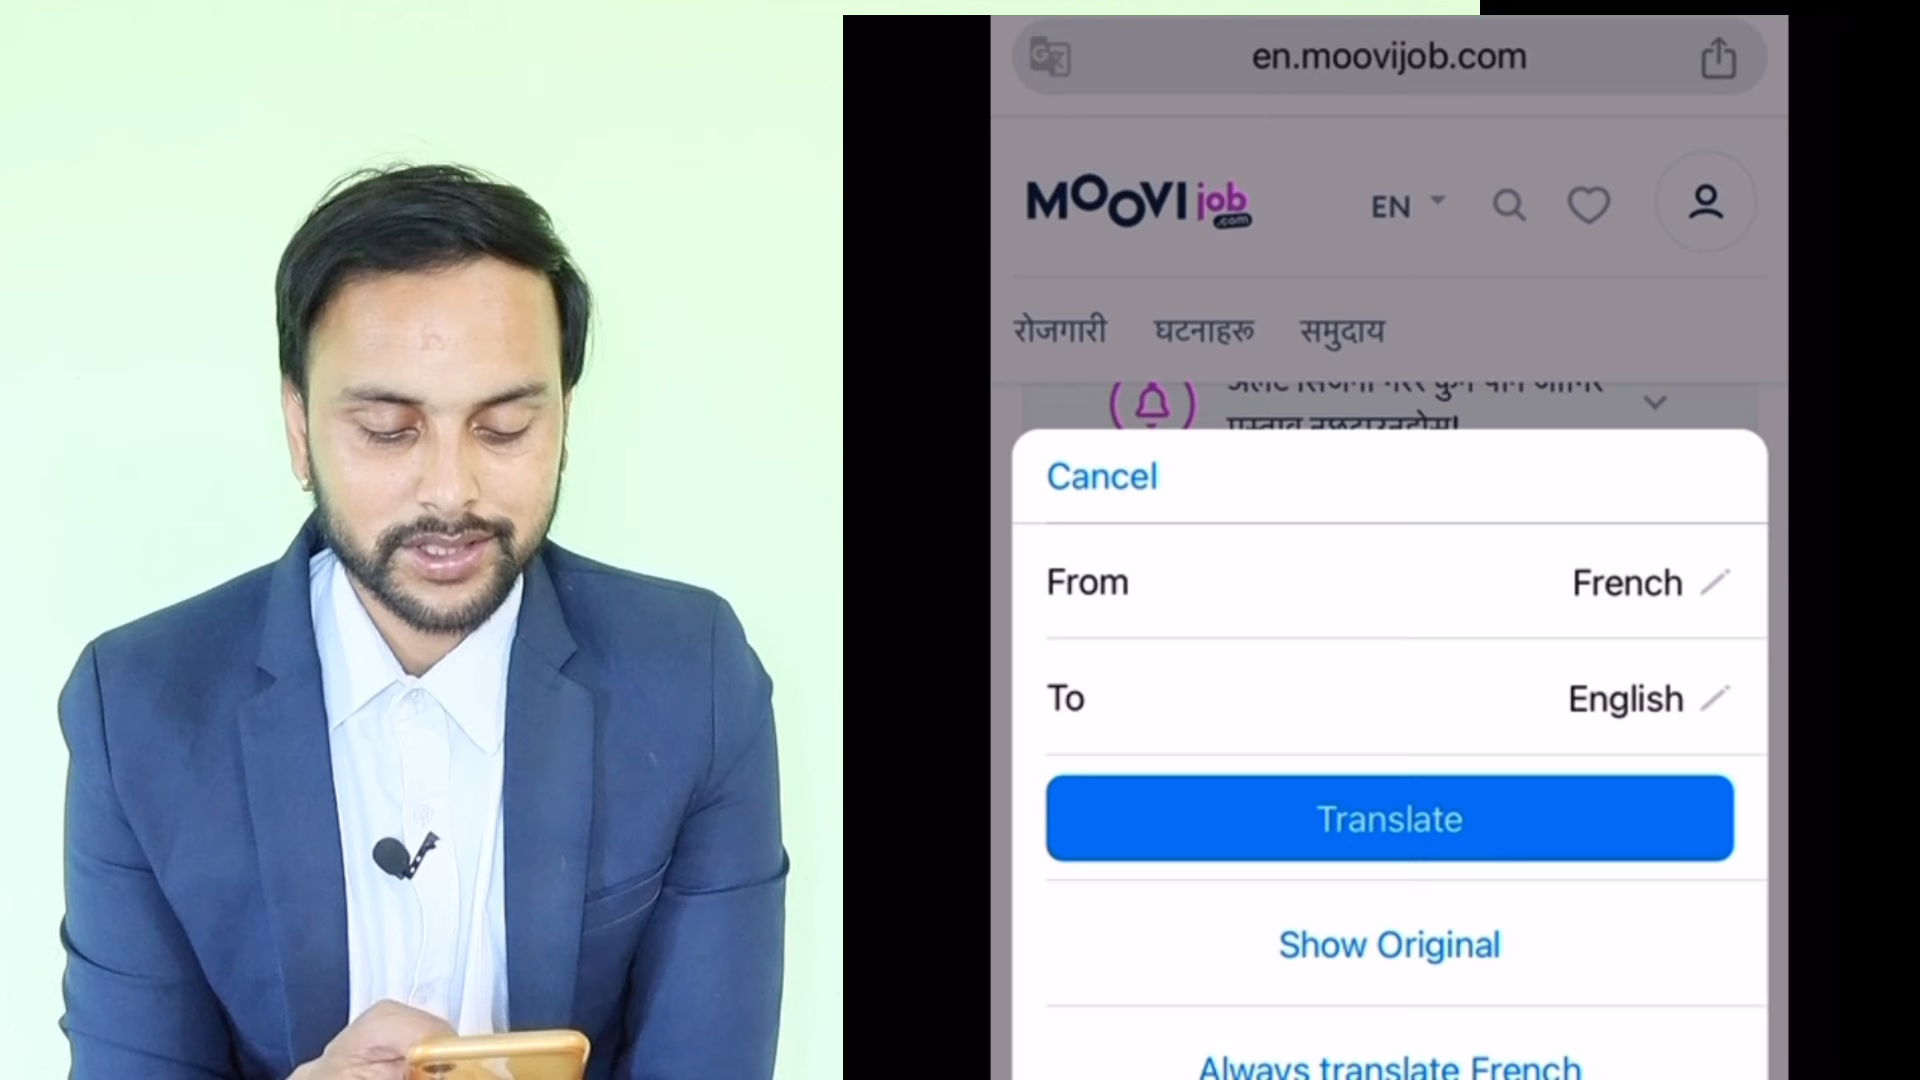 en.moovijob.com
MOOVI job
.com
EN
रोजगारी घटनाहरू समुदाय
Cancel
From French
To English
Translate
Show Original
Always translate French